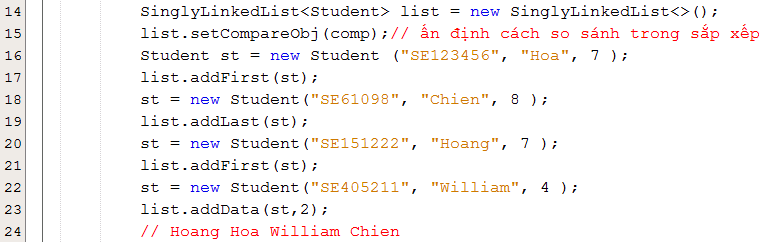 14 SinglyLinkedList<Student> list = new SinglyLinkedList<>();
15 list.setCompareObj(comp);// ấn định cách so sánh trong sắp xếp
16 Student st = new Student ("SE123456", "Hoa", 7 );
17 list.addFirst(st);
18 st = new Student("SE61098", "Chien", 8 );
19 list.addLast(st);
20 st = new Student("SE151222", "Hoang", 7 );
21 list.addFirst(st);
22 st = new Student("SE405211", "William", 4 );
23 list.addData(st,2);
24 // Hoang Hoa William Chien